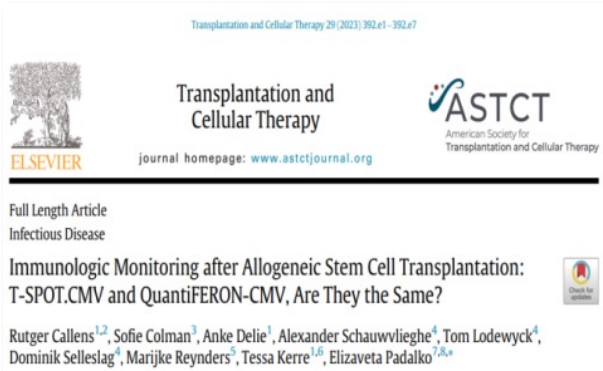 Transplantation and Cellular Therapy 29 (2023) 392.e1–392.e7
Transplantation and
Cellular Therapy
journal homepage: www.astctjournal.org
ELSEVIER
ASTCT
American Society for
Transplantation and Cellular Therapy
Full Length Article
Infectious Disease
Immunologic Monitoring after Allogeneic Stem Cell Transplantation:
T-SPOT.CMV and QuantiFERON-CMV, Are They the Same?
Check for
updates
Rutger Callens1,2, Sofie Colman3, Anke Delie1, Alexander Schauwvlieghe4, Tom Lodewyck4,
Dominik Selleslag4, Marijke Reynders5, Tessa Kerre1,6, Elizaveta Padalko7,8,*